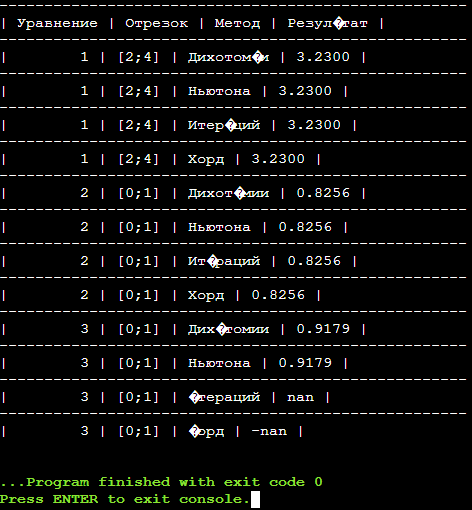 | Уравнение | Отрезок | Метод | Резул�тат |
| 1 | [2;4] | Дихотом�и | 3.2300 |
| 1 | [2;4] | Ньютона | 3.2300 |
| 1 | [2;4] | Итер�ций | 3.2300 |
| 1 | [2;4] | Хорд | 3.2300 |
| 2 | [0;1] | Дихот�мии | 0.8256 |
| 2 | [0;1] | Ньютона | 0.8256 |
| 2 | [0;1] | Ит�раций | 0.8256 |
| 2 | [0;1] | Хорд | 0.8256 |
| 3 | [0;1] | Дих�томии | 0.9179 |
| 3 | [0;1] | Ньютона | 0.9179 |
| 3 | [0;1] | �тераций | nan |
| 3 | [0;1] | �орд | -nan |
...Program finished with exit code 0
Press ENTER to exit console.